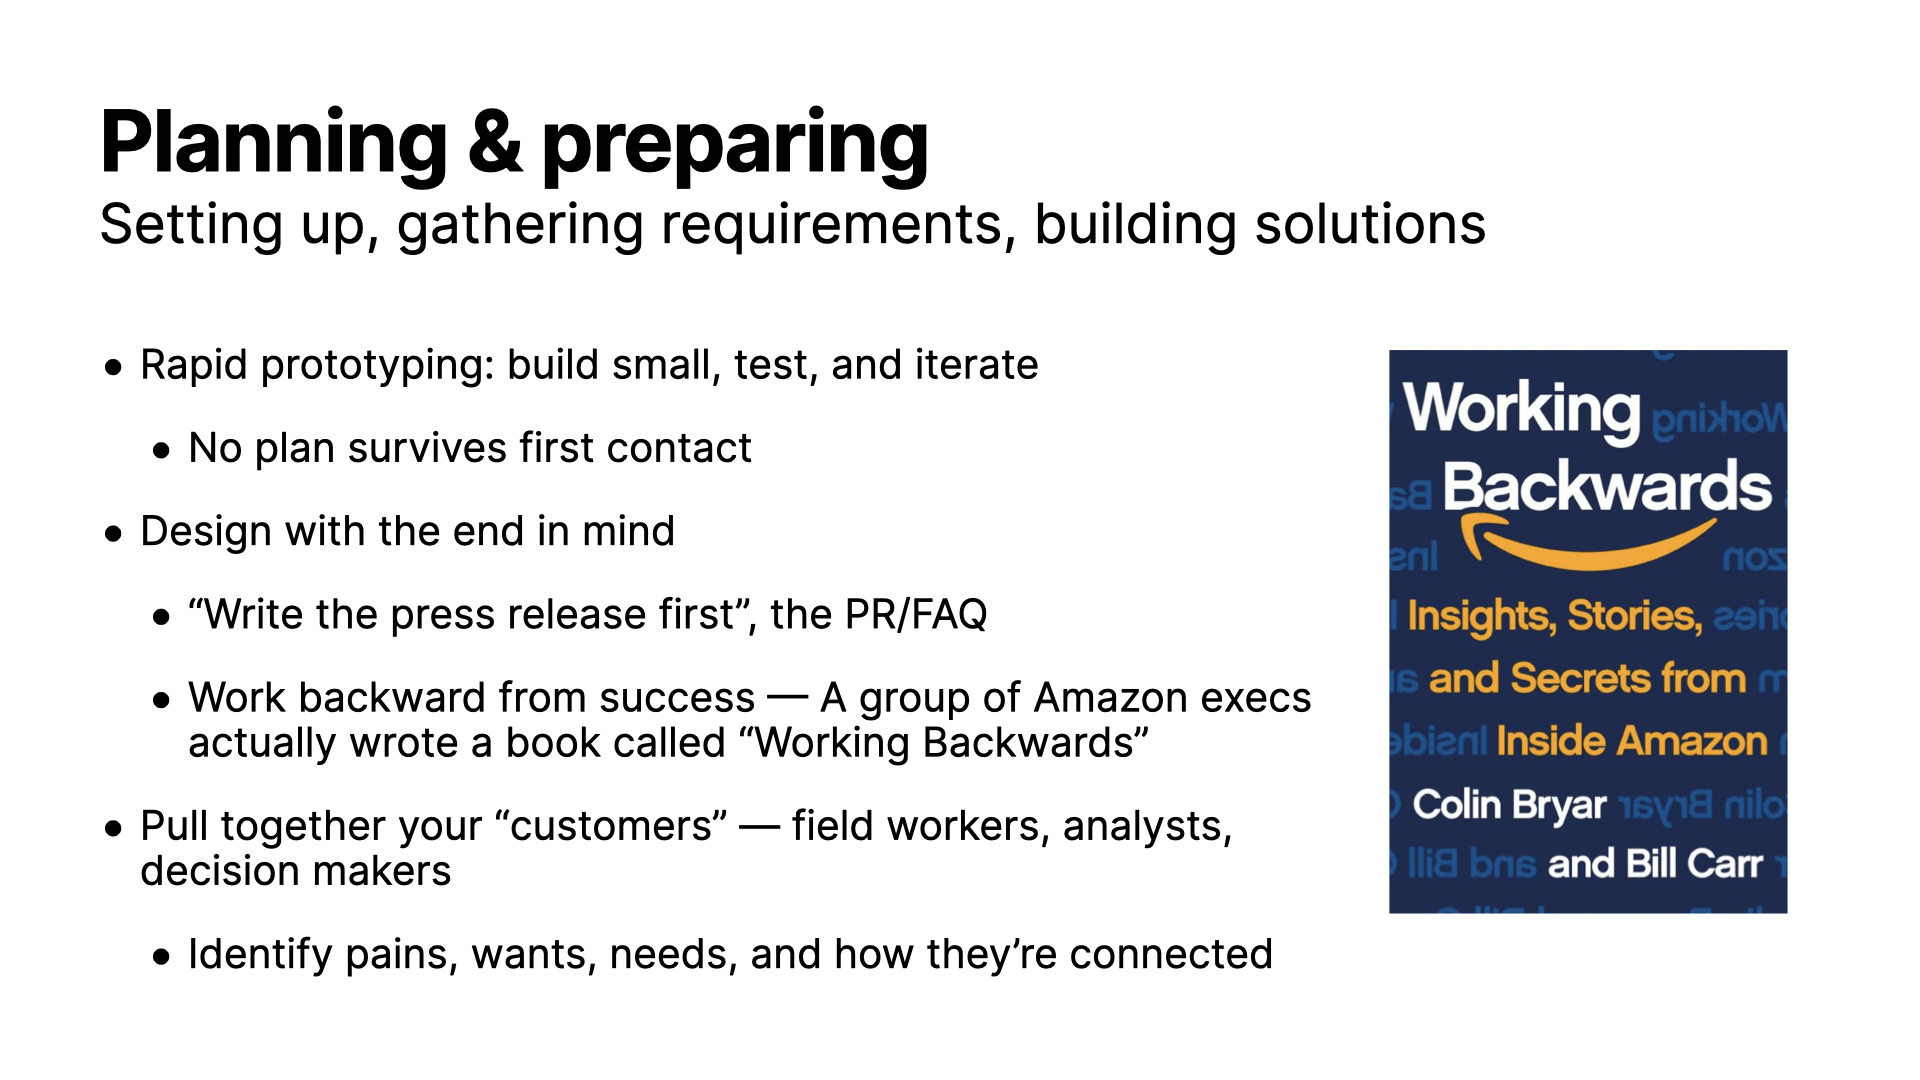 Planning & preparing
Setting up, gathering requirements, building solutions
• Rapid prototyping: build small, test, and iterate
• No plan survives first contact
• Design with the end in mind
• “Write the press release first”, the PR/FAQ
• Work backward from success — A group of Amazon execs
actually wrote a book called “Working Backwards”
• Pull together your “customers” — field workers, analysts,
decision makers
• Identify pains, wants, needs, and how they’re connected
Working
Backwards
Insights, Stories,
and Secrets from
Inside Amazon
Colin Bryar
and Bill Carr